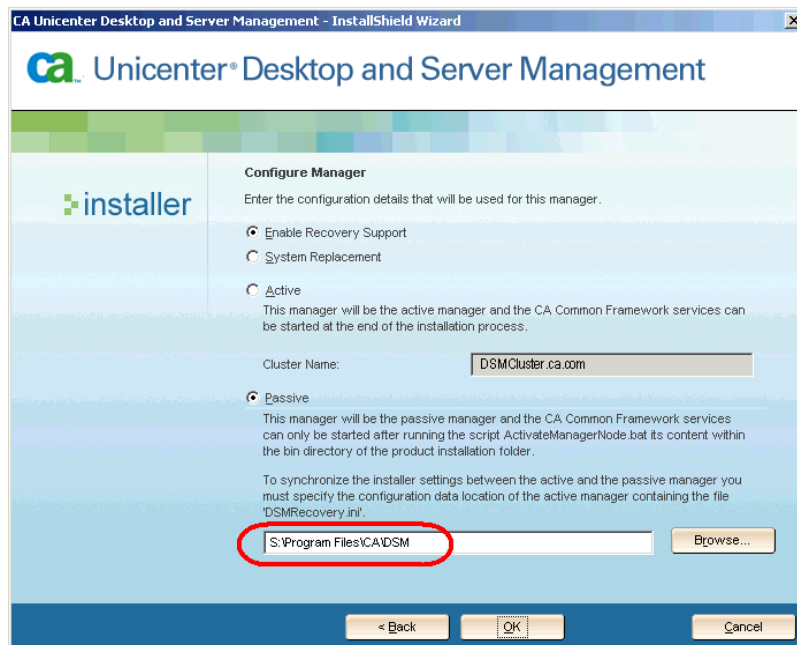 CA Unicenter Desktop and Server Management - InstallShield Wizard
ca Unicenter® Desktop and Server Management
installer
Configure Manager
Enter the configuration details that will be used for this manager.
Enable Recovery Support
System Replacement
Active
This manager will be the active manager and the CA Common Framework services can
be started at the end of the installation process.
Cluster Name: DSMCluster.ca.com
Passive
This manager will be the passive manager and the CA Common Framework services
can only be started after running the script ActivateManagerNode.bat its content within
the bin directory of the product installation folder.
To synchronize the installer settings between the active and the passive manager you
must specify the configuration data location of the active manager containing the file
'DSMRecovery.ini'.
S:\Program Files\CA\DSM Browse...
< Back OK Cancel